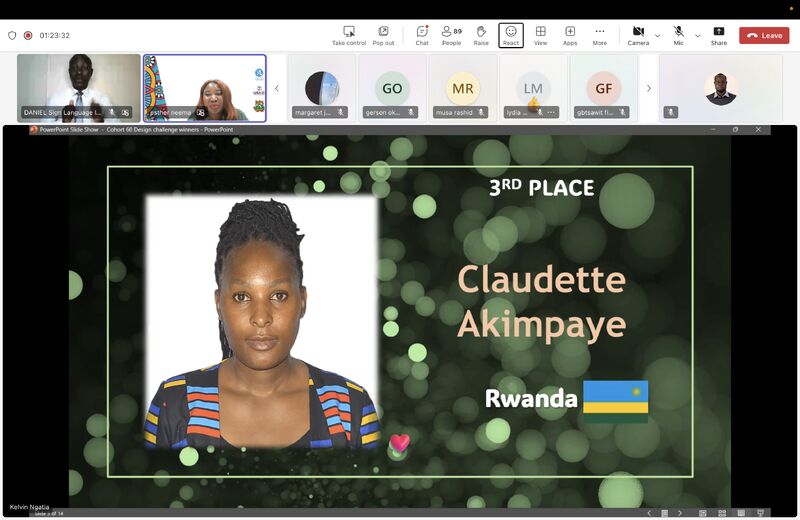 01:23:32
Take control
Pop out
Chat
89
People
Raise
React
View
Apps
More
Camera
Mic
Share
Leave
DANIEL Sign Language I...
esther neema
margaret j...
GO
gerson ok...
MR
musa rashid
LM
lydia ...
GF
gbtsawit fi...
PowerPoint Slide Show - Cohort 60 Design challenge winners - PowerPoint
3RD PLACE
Claudette
Akimpaye
Rwanda
Kelvin Ngatia
Slide 5 of 14